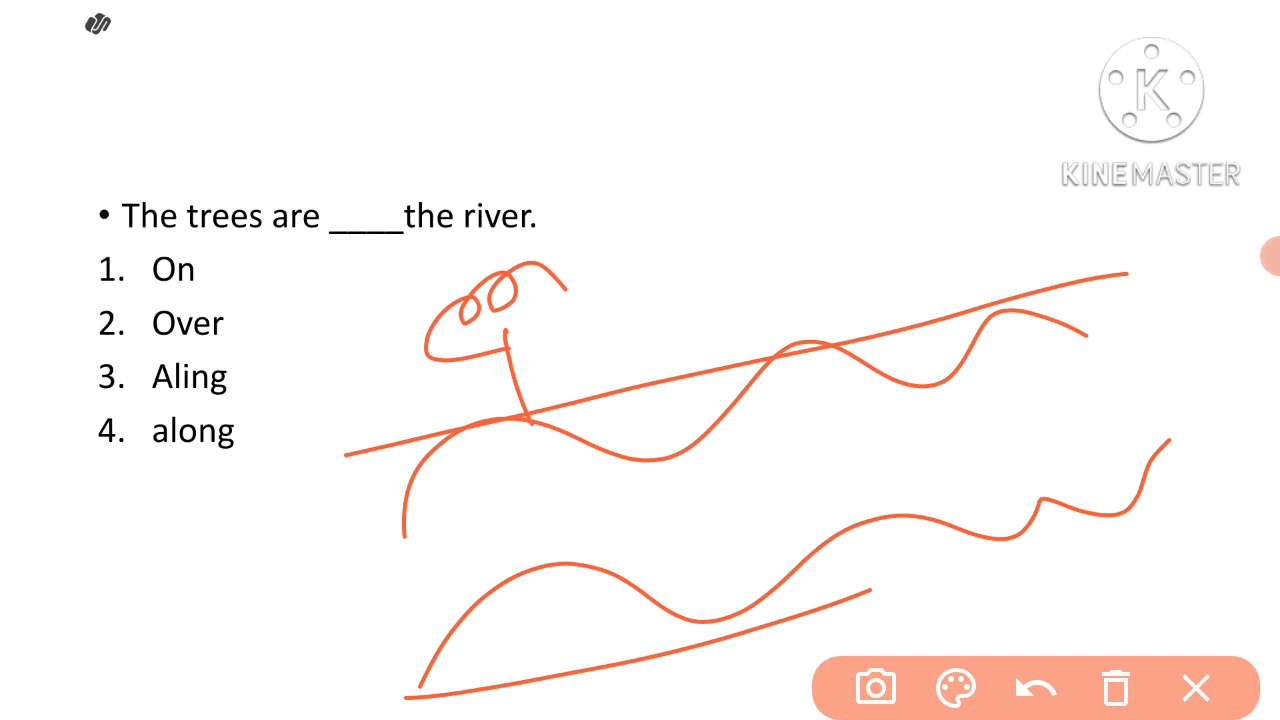 K
KINEMASTER
• The trees are ____the river.
1. On
2. Over
3. Aling
4. along